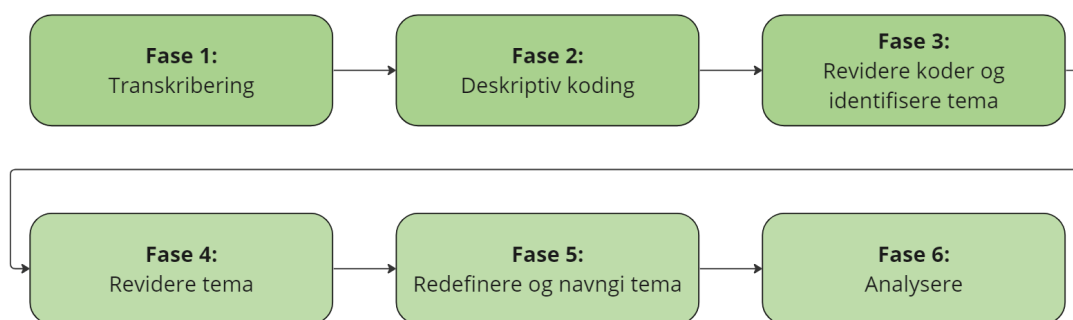 Fase 1:
Transkribering
Fase 2:
Deskriptiv koding
Fase 3:
Revidere koder og
identifisere tema
Fase 4:
Revidere tema
Fase 5:
Redefinere og navngi tema
Fase 6:
Analysere